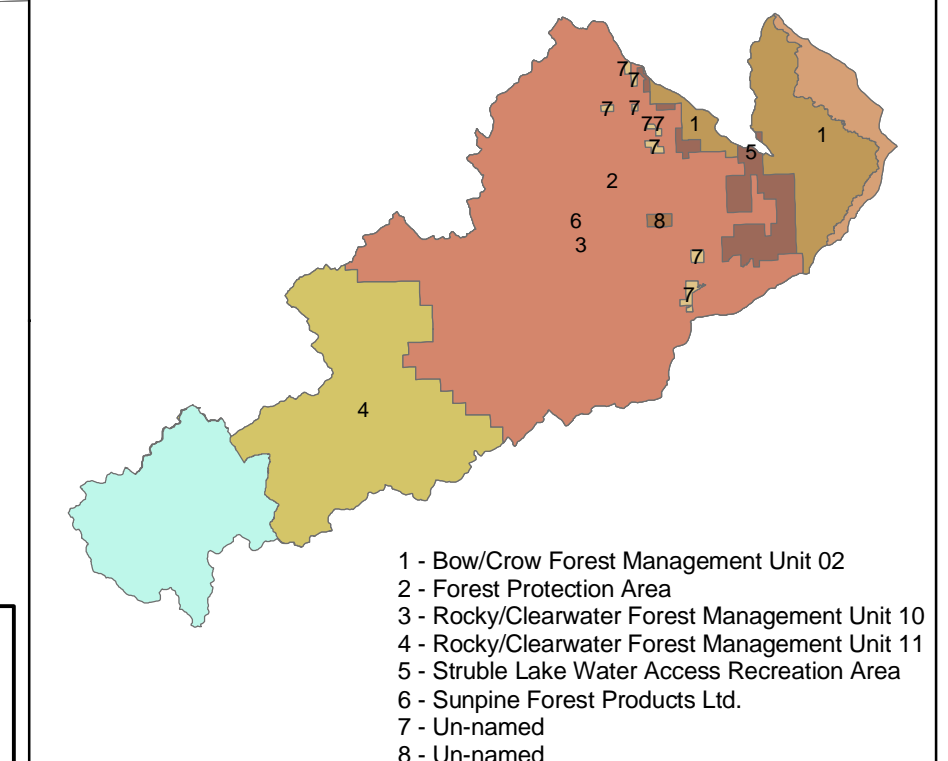 7
7
7
7
77
1
1
7
5
2
6
8
3
7
7
4
1 - Bow/Crow Forest Management Unit 02
2 - Forest Protection Area
3 - Rocky/Clearwater Forest Management Unit 10
4 - Rocky/Clearwater Forest Management Unit 11
5 - Struble Lake Water Access Recreation Area
6 - Sunpine Forest Products Ltd.
7 - Un-named
8 - Un-named